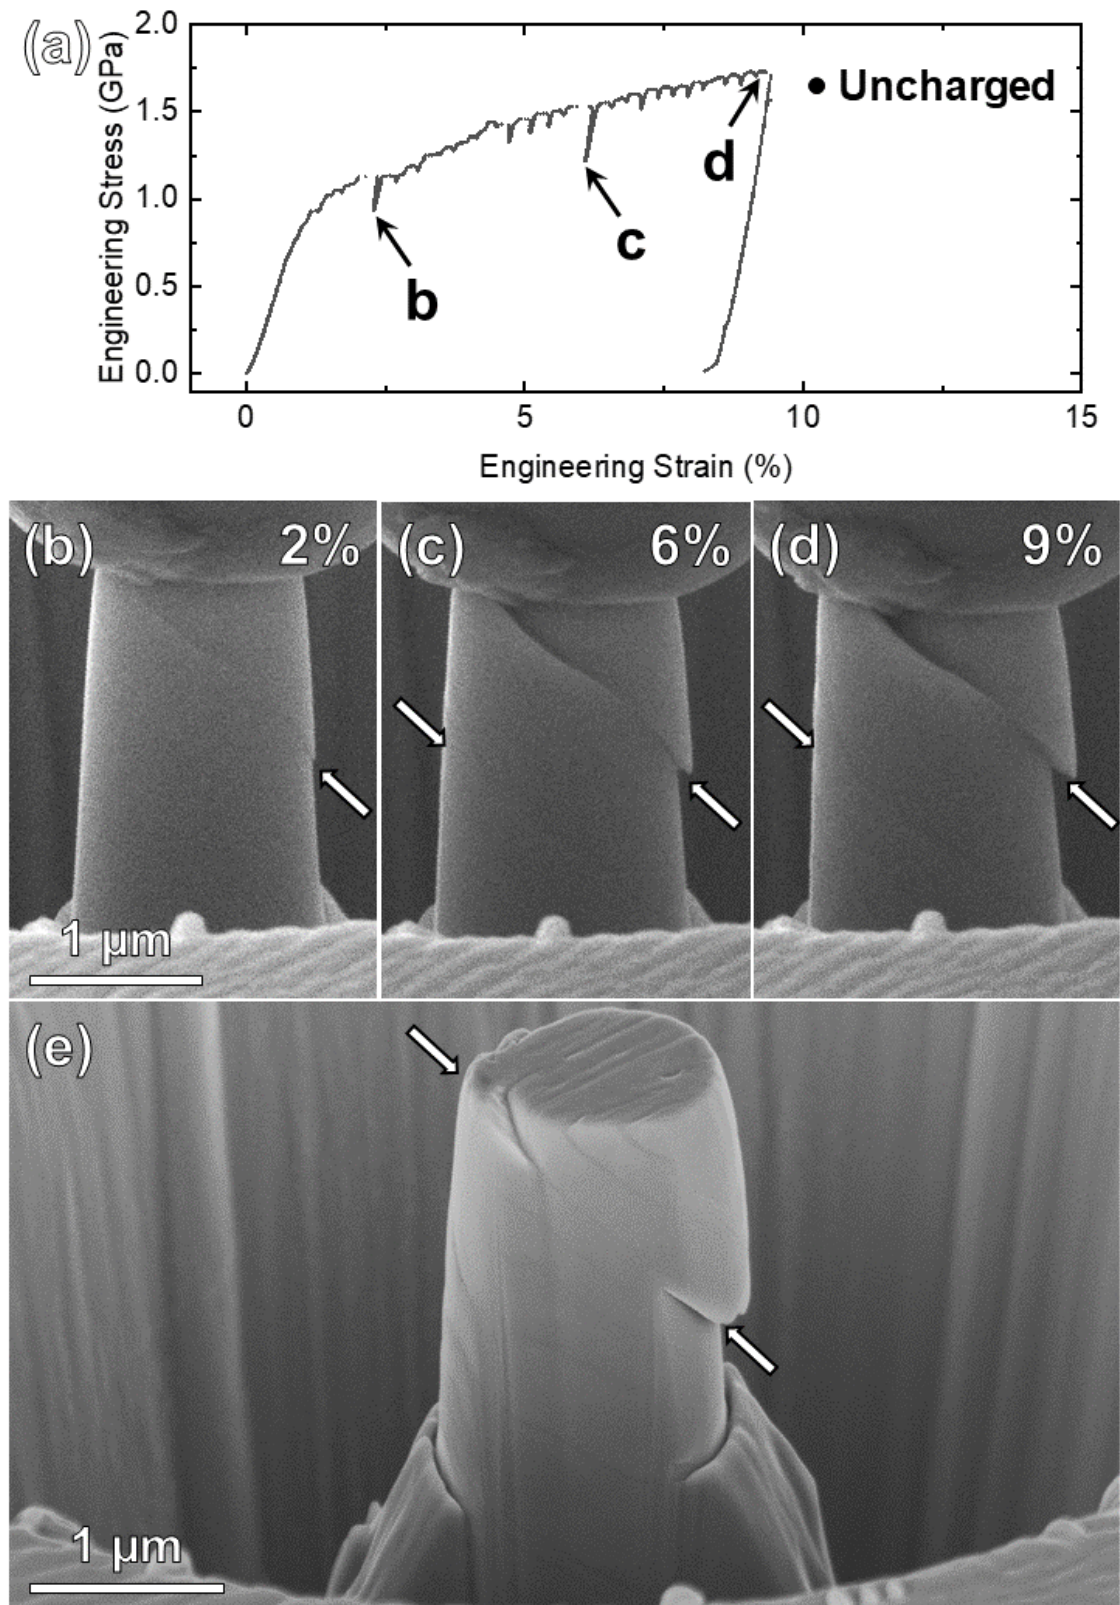 (a)
Engineering Stress (GPa)
2.0
1.5
1.0
0.5
0.0
● Uncharged
b
c
d
0 5 10 15
Engineering Strain (%)
(b) 2%
(c) 6%
(d) 9%
1 µm
(e)
1 µm